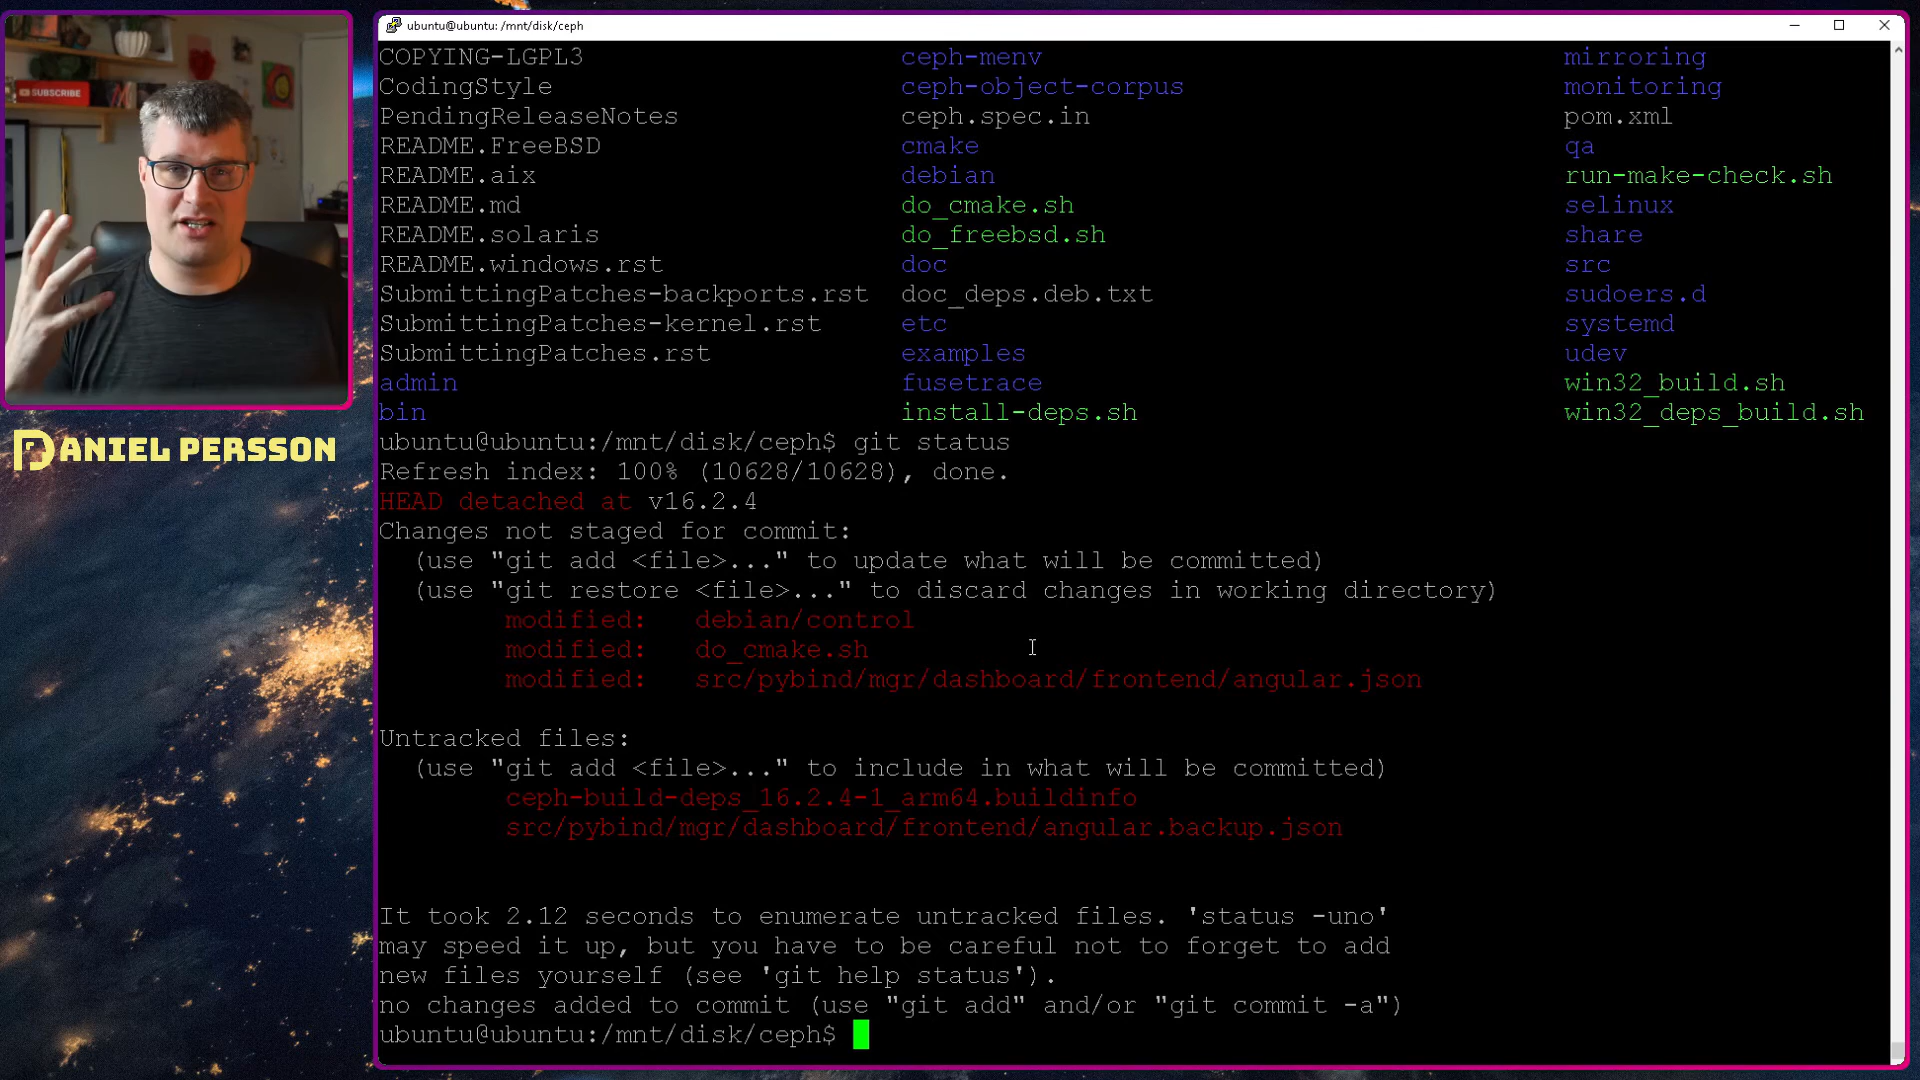 SUBSCRIBE
DANIEL PERSSON
ubuntu@ubuntu: /mnt/disk/ceph
COPYING-LGPL3 ceph-menv mirroring
CodingStyle ceph-object-corpus monitoring
PendingReleaseNotes ceph.spec.in pom.xml
README.FreeBSD cmake qa
README.aix debian run-make-check.sh
README.md do_cmake.sh selinux
README.solaris do_freebsd.sh share
README.windows.rst doc src
SubmittingPatches-backports.rst doc_deps.deb.txt sudoers.d
SubmittingPatches-kernel.rst etc systemd
SubmittingPatches.rst examples udev
admin fusetrace win32_build.sh
bin install-deps.sh win32_deps_build.sh
ubuntu@ubuntu:/mnt/disk/ceph$ git status
Refresh index: 100% (10628/10628), done.
HEAD detached at v16.2.4
Changes not staged for commit:
(use "git add <file>..." to update what will be committed)
(use "git restore <file>..." to discard changes in working directory)
modified: debian/control
modified: do_cmake.sh
modified: src/pybind/mgr/dashboard/frontend/angular.json
Untracked files:
(use "git add <file>..." to include in what will be committed)
ceph-build-deps_16.2.4-1_arm64.buildinfo
src/pybind/mgr/dashboard/frontend/angular.backup.json
It took 2.12 seconds to enumerate untracked files. 'status -uno'
may speed it up, but you have to be careful not to forget to add
new files yourself (see 'git help status').
no changes added to commit (use "git add" and/or "git commit -a")
ubuntu@ubuntu:/mnt/disk/ceph$